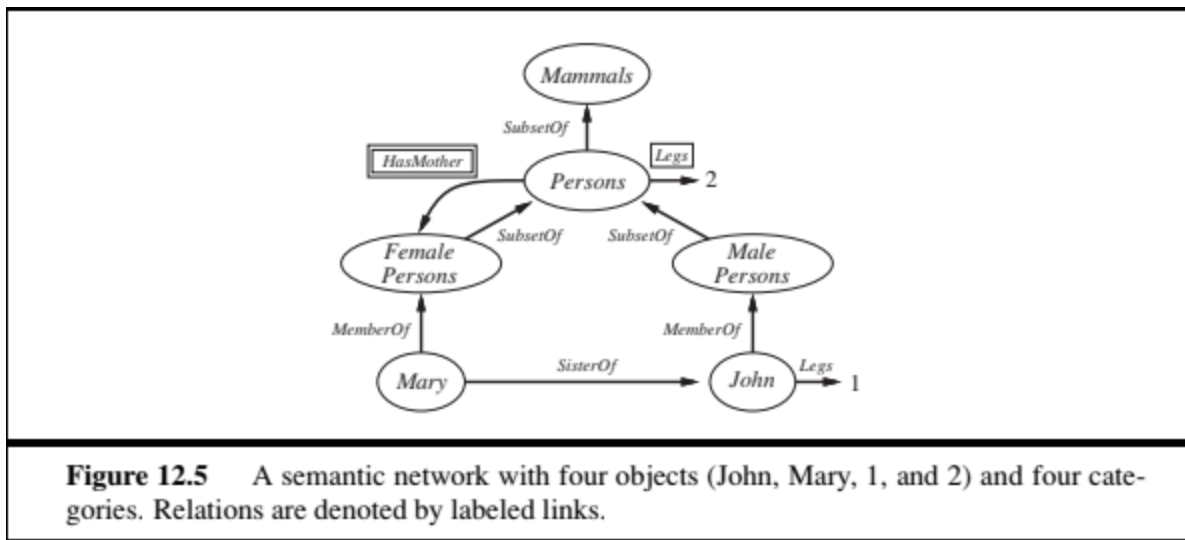 Mammals
SubsetOf
HasMother
Legs
Persons
2
SubsetOf
SubsetOf
Female
Persons
Male
Persons
MemberOf
MemberOf
Mary
SisterOf
John
Legs
1
Figure 12.5 A semantic network with four objects (John, Mary, 1, and 2) and four cate-
gories. Relations are denoted by labeled links.